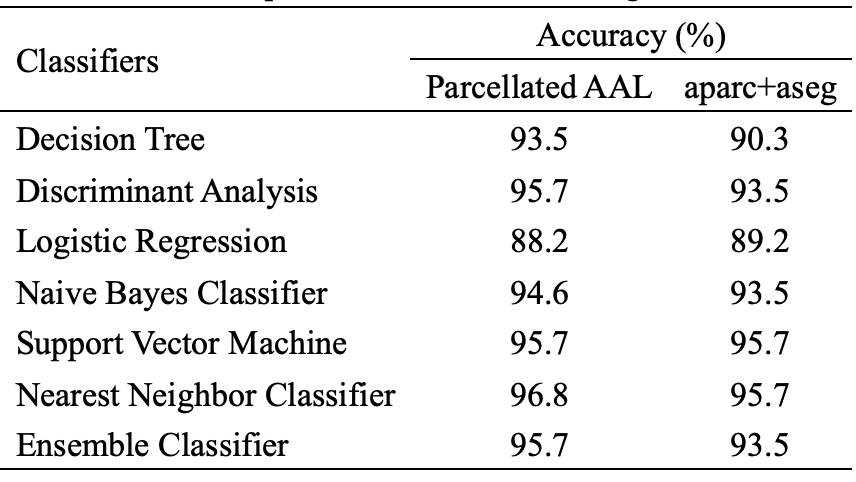 Accuracy (%)
Classifiers
Parcellated AAL aparc+aseg
Decision Tree 93.5 90.3
Discriminant Analysis 95.7 93.5
Logistic Regression 88.2 89.2
Naive Bayes Classifier 94.6 93.5
Support Vector Machine 95.7 95.7
Nearest Neighbor Classifier 96.8 95.7
Ensemble Classifier 95.7 93.5